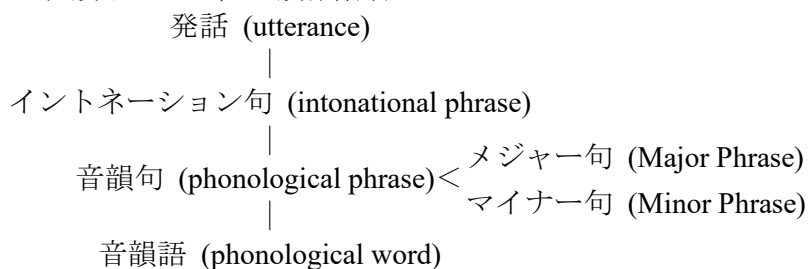 発話 (utterance)
イントネーション句 (intonational phrase)
メジャー句 (Major Phrase)
音韻句 (phonological phrase)<
マイナー句 (Minor Phrase)
音韻語 (phonological word)